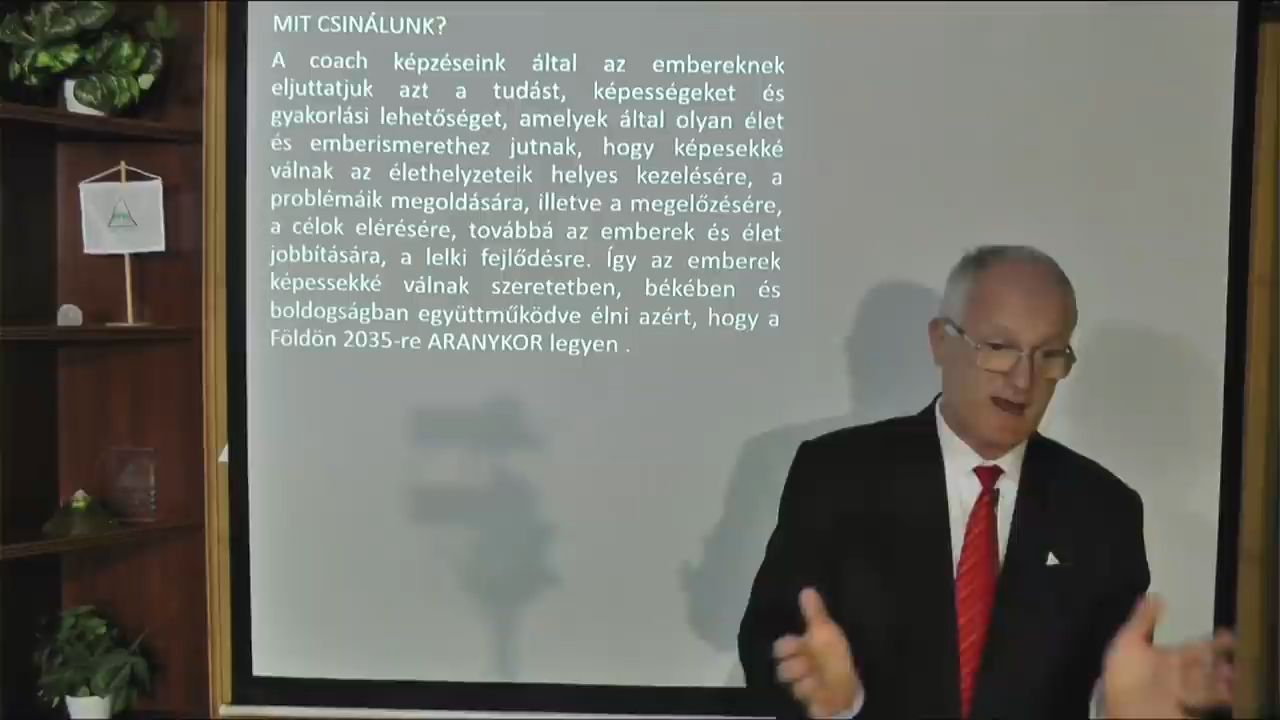 MIT CSINÁLUNK?
A coach képzéseink által az embereknek
eljuttatjuk azt a tudást, képességeket és
gyakorlási lehetőséget, amelyek által olyan élet
és emberismerethez jutnak, hogy képesekké
válnak az élethelyzeteik helyes kezelésére, a
problémáik megoldására, illetve a megelőzésére,
a célok elérésére, továbbá az emberek és élet
jobbítására, a lelki fejlődésre. Így az emberek
képessekké válnak szeretetben, békében és
boldogságban együttműködve élni azért, hogy a
Földön 2035-re ARANYKOR legyen .